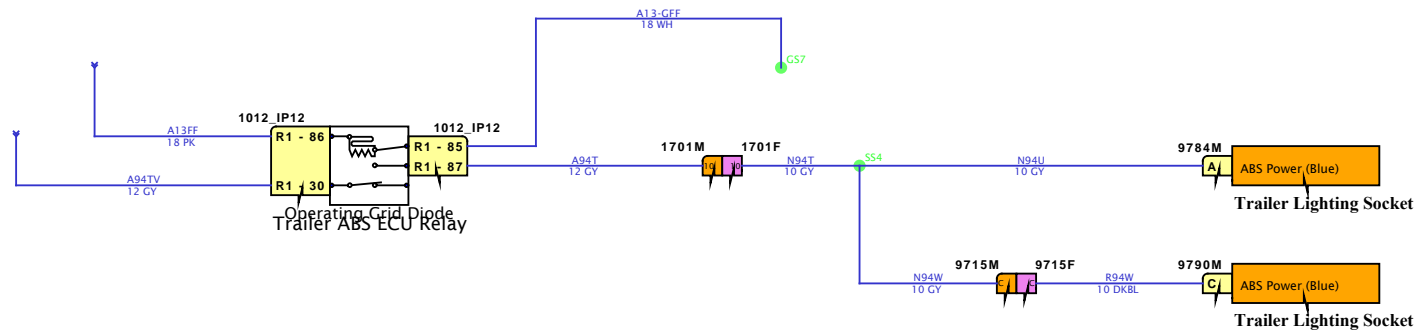 A13-GFF
18 WH
GS7
1012_IP12
A13FF
18 PK
R1 - 86
1012_IP12
R1 - 85
A94T
12 GY
1701M
1701F
10
10
N94T
10 GY
SS4
N94U
10 GY
9784M
A
ABS Power (Blue)
Trailer Lighting Socket
R1 - 87
A94TV
12 GY
R1 - 30
Operating Grid Diode
Trailer ABS ECU Relay
N94W
10 GY
9715M
9715F
C
C
R94W
10 DKBL
9790M
C
ABS Power (Blue)
Trailer Lighting Socket